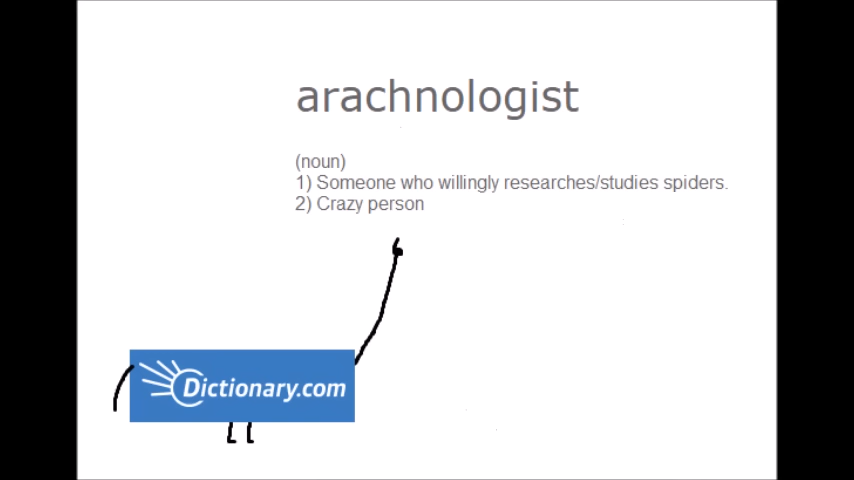 arachnologist
(noun)
1) Someone who willingly researches/studies spiders.
2) Crazy person
Dictionary.com